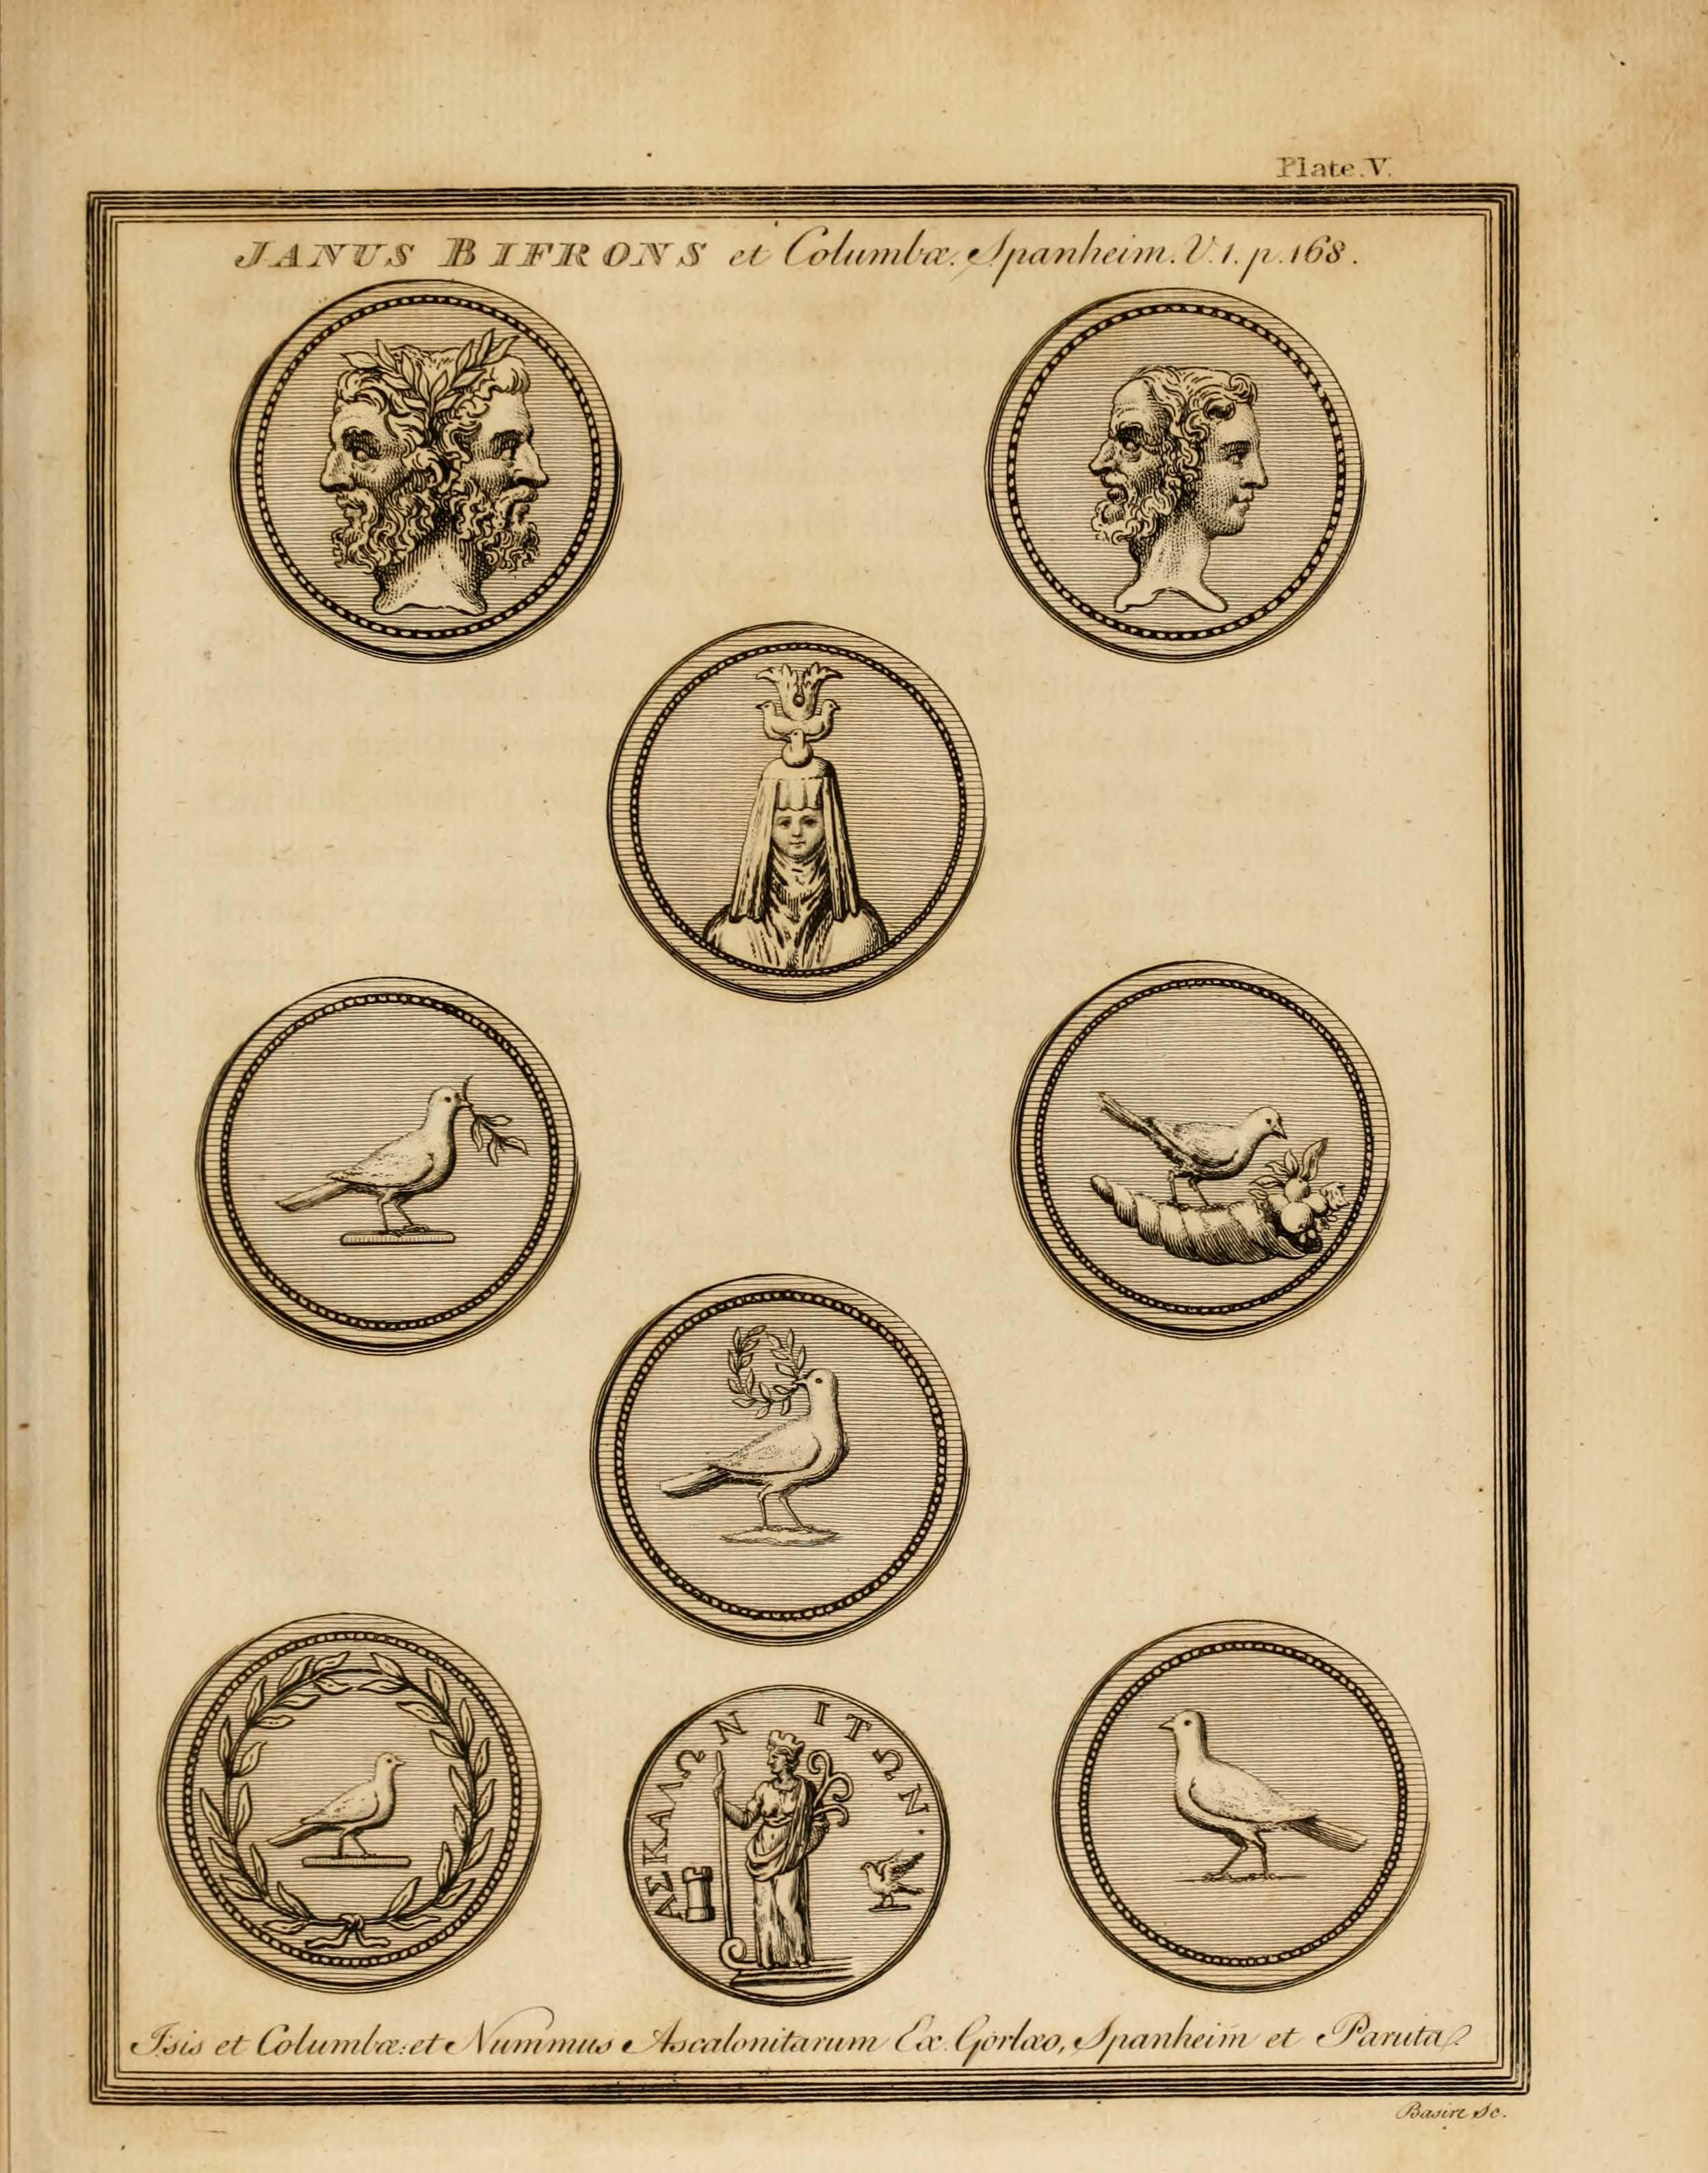 Plate.V.
JANUS BIFRONS et Columbæ. Spanheim. V. 1. p. 168.
ΑΣΚΑΛΩΝ ΙΤΩΝ.
Isis et Columbæ: et Nummus Ascalonitarum Ex. Gorlæo, Spanheim et Paruta
Basire Sc.